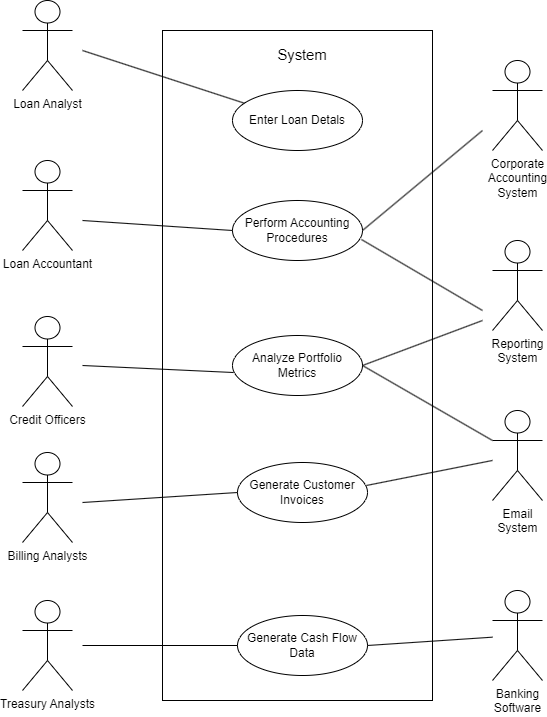 System
Loan Analyst
Enter Loan Detals
Corporate
Accounting
System
Loan Accountant
Perform Accounting
Procedures
Reporting
System
Credit Officers
Analyze Portfolio
Metrics
Billing Analysts
Generate Customer
Invoices
Email
System
Treasury Analysts
Generate Cash Flow
Data
Banking
Software